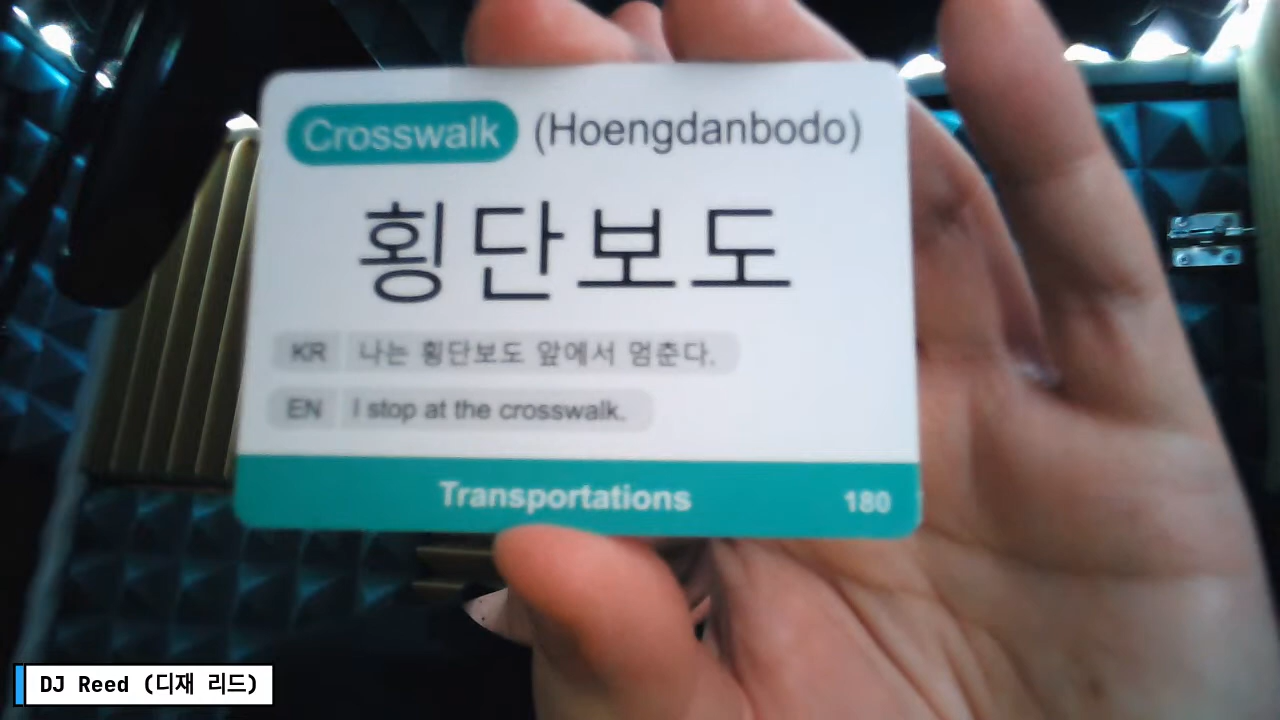 Crosswalk (Hoengdanbodo)
횡단보도
KR 나는 횡단보도 앞에서 멈춘다.
EN I stop at the crosswalk.
Transportations 180
DJ Reed (디재 리드)